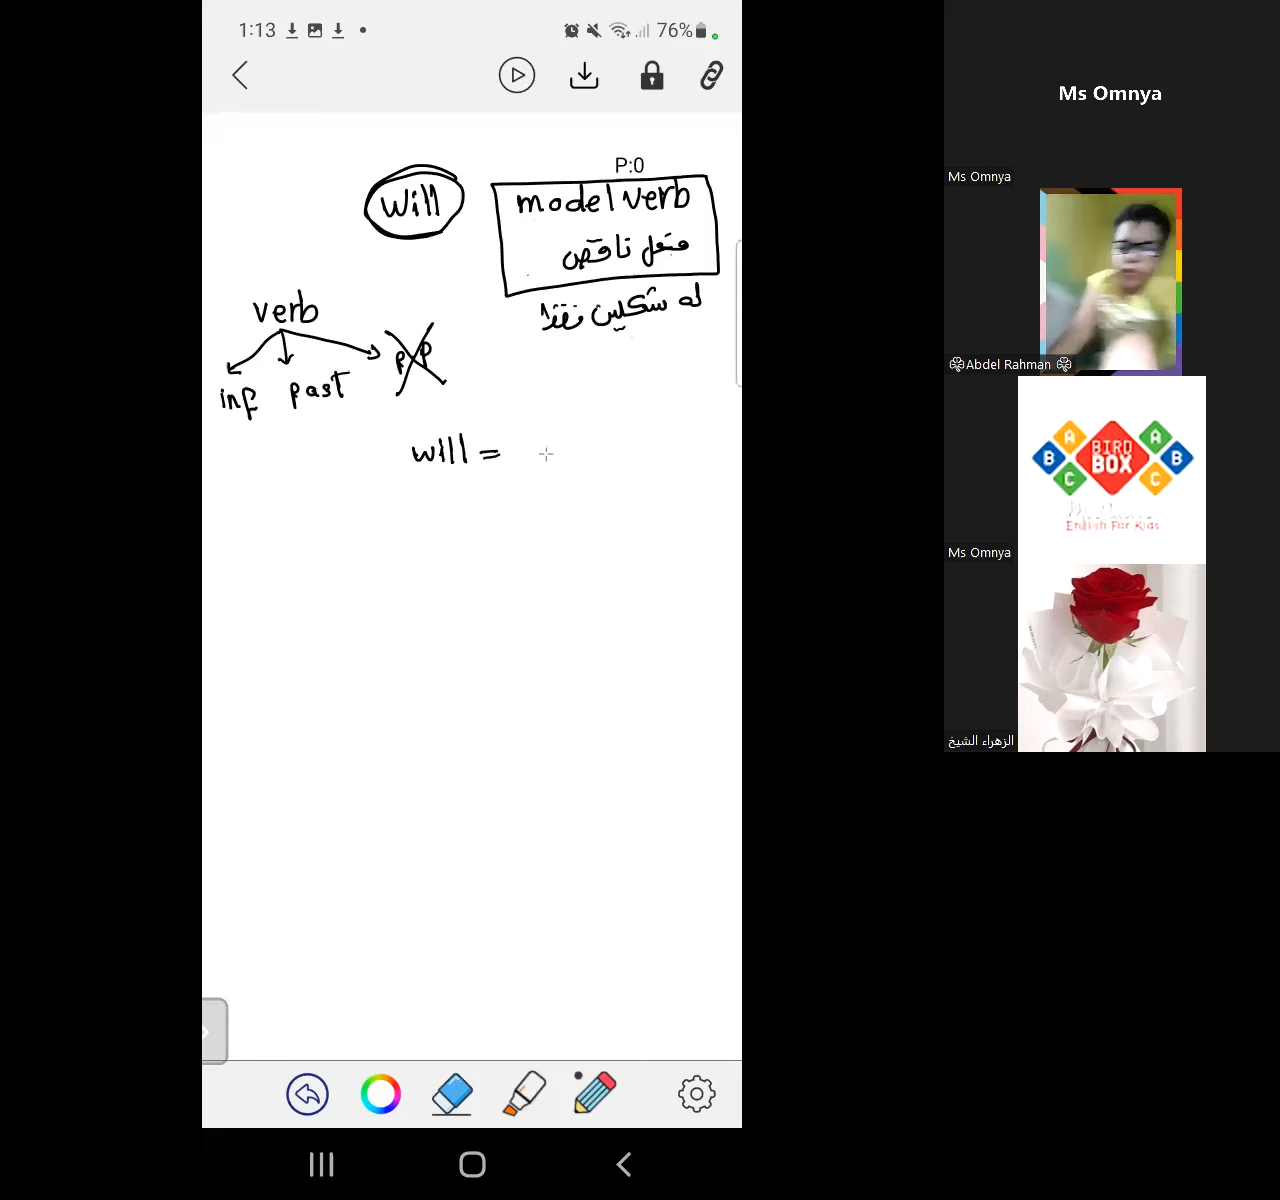 1:13
76%
P:0
will
model verb
فعل ناقص
له شكلين فقط
verb
inf past pp
will =
Ms Omnya
Ms Omnya
Abdel Rahman
A A
B BIRD BOX B
C C
English For Kids
Ms Omnya
الزهراء الشيخ